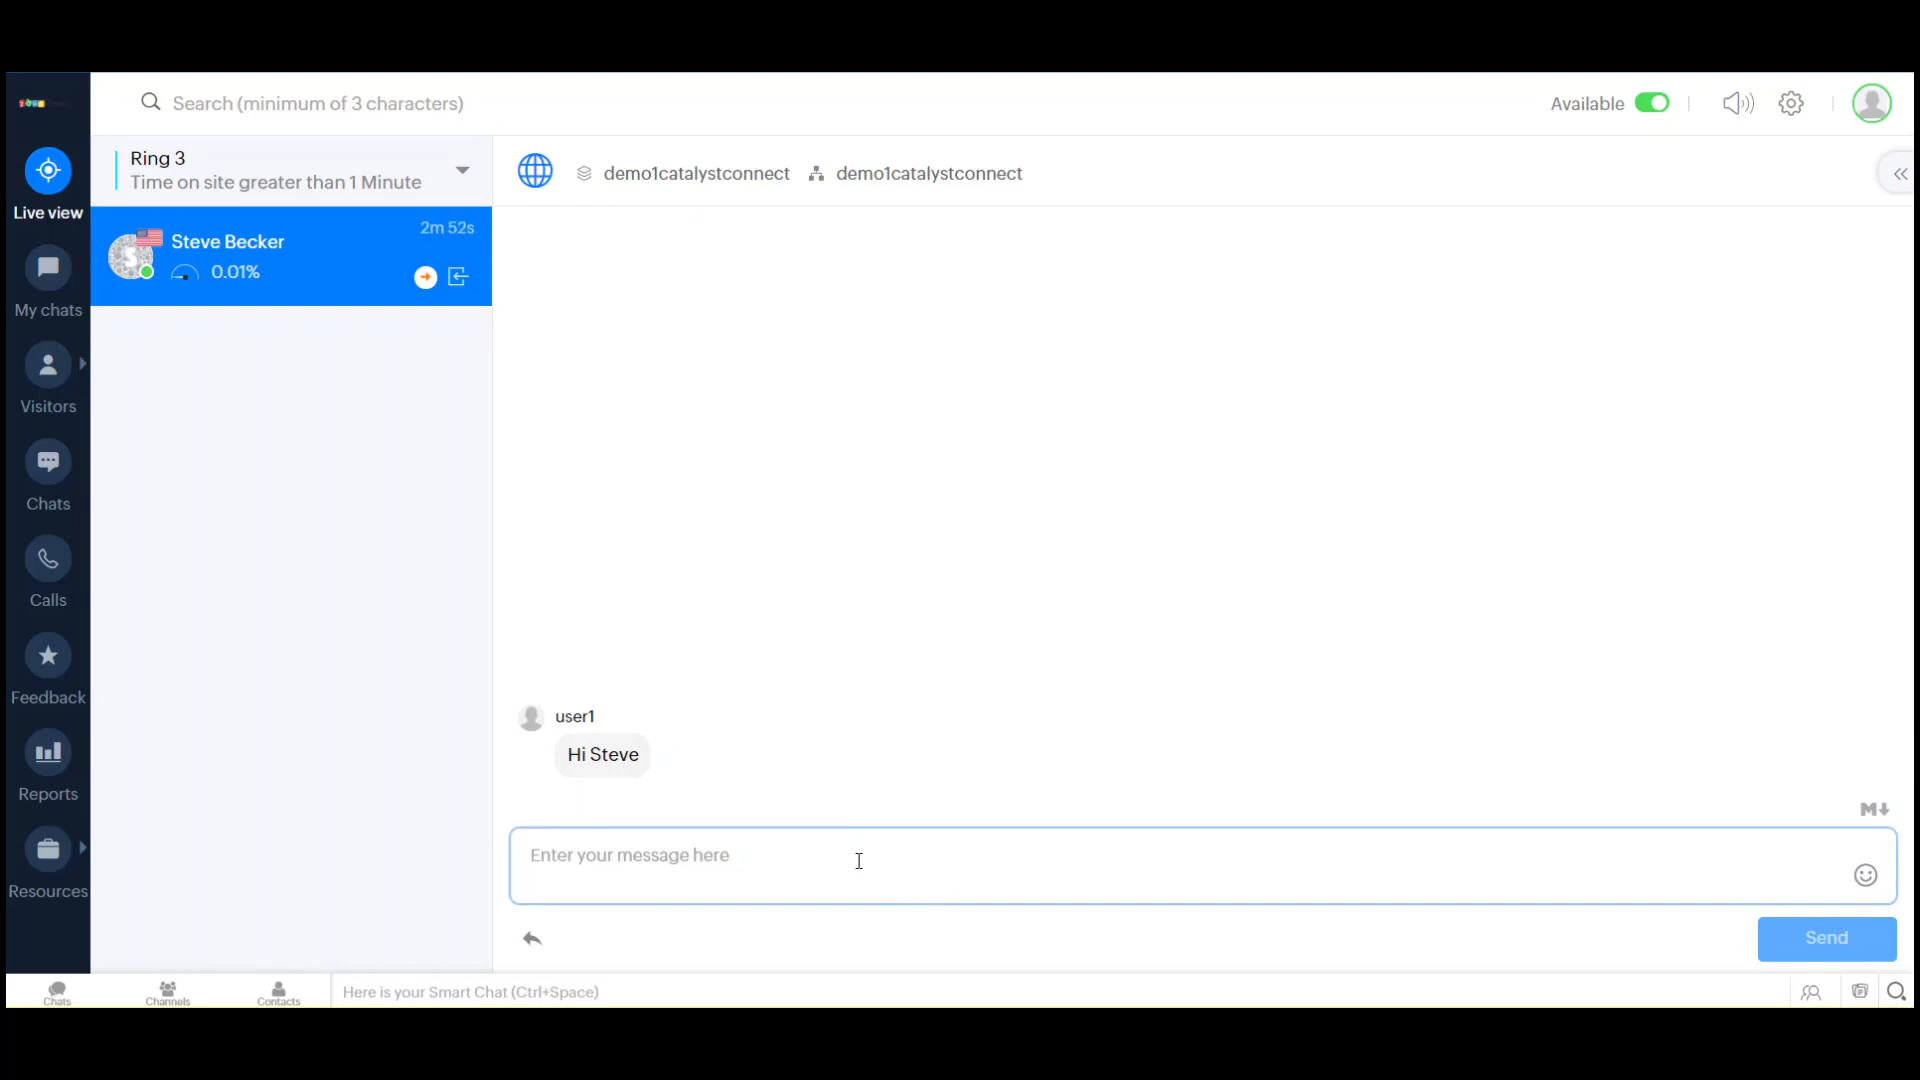 Search (minimum of 3 characters)
Available
Live view
My chats
Visitors
Chats
Calls
Feedback
Reports
Resources
Ring 3
Time on site greater than 1 Minute
Steve Becker
2m 52s
0.01%
demo1catalystconnect
demo1catalystconnect
user1
Hi Steve
M
Enter your message here
Send
Chats
Channels
Contacts
Here is your Smart Chat (Ctrl+Space)